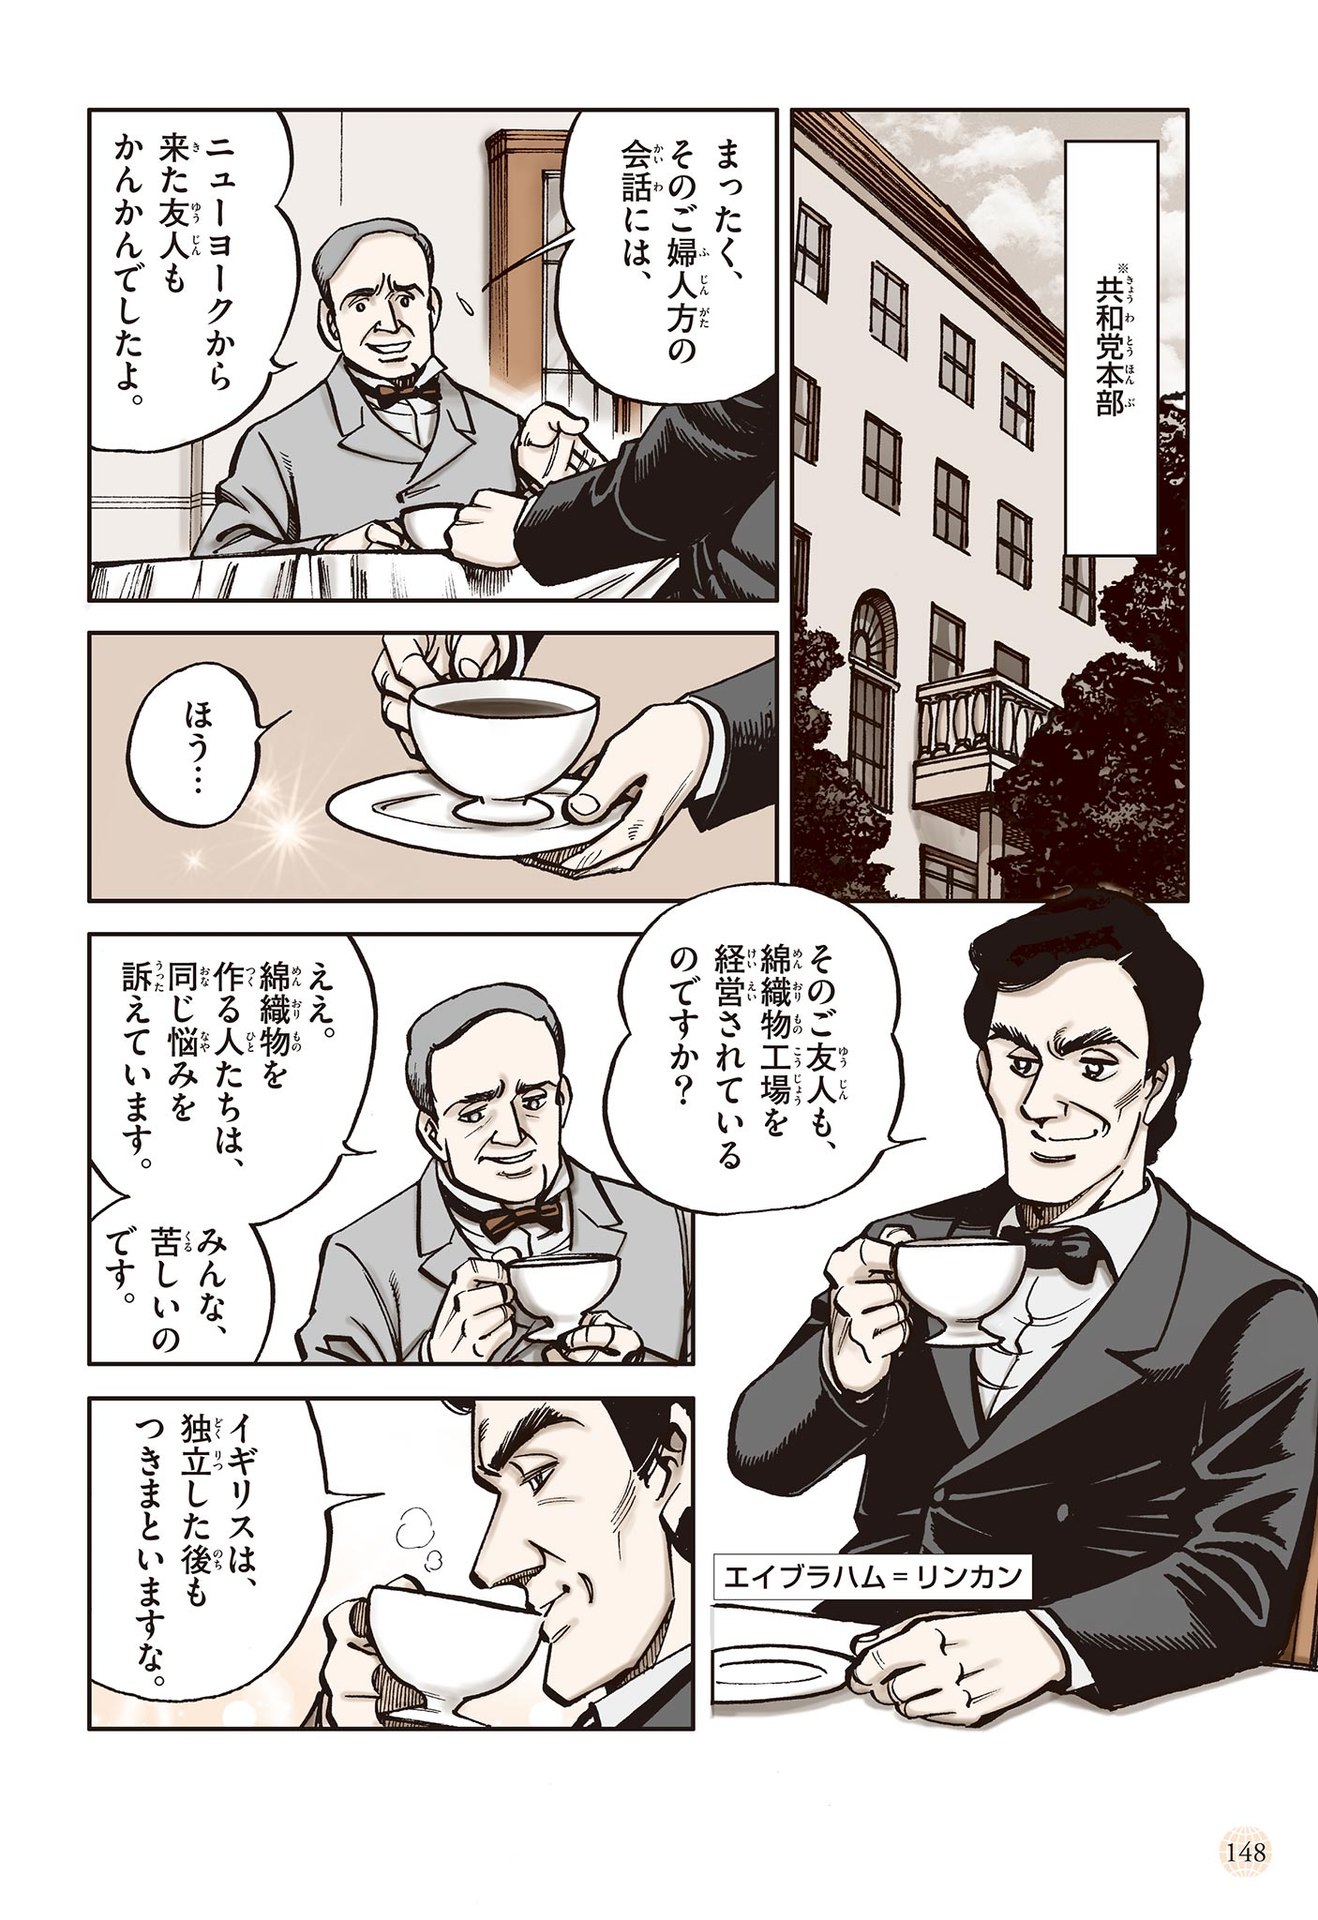 ※共和党本部
まったく、
そのご婦人方の
会話には、
ニューヨークから
来た友人も
かんかんでしたよ。
ほう…
そのご友人も、
綿織物工場を
経営されている
のですか？
ええ。
綿織物を
作る人たちは、
同じ悩みを
訴えています。
みんな、
苦しいの
です。
エイブラハム＝リンカン
イギリスは、
独立した後も
つきまといますな。
148